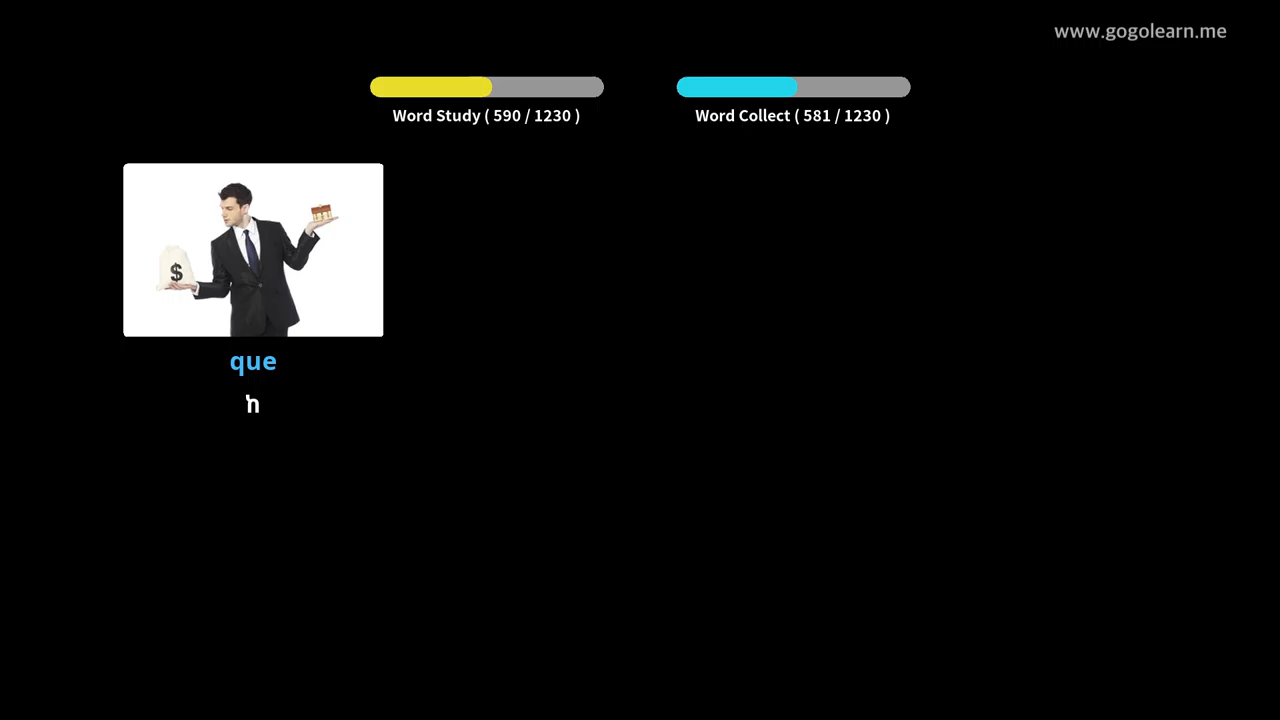 www.gogolearn.me
Word Study ( 590 / 1230 )
Word Collect ( 581 / 1230 )
$
que
ከ